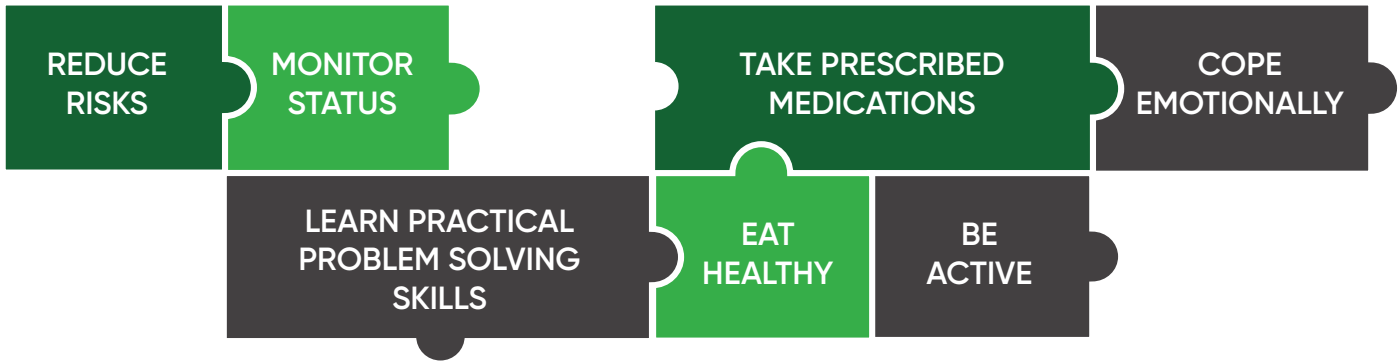 REDUCE
RISKS
MONITOR
STATUS
TAKE PRESCRIBED
MEDICATIONS
COPE
EMOTIONALLY
LEARN PRACTICAL
PROBLEM SOLVING
SKILLS
EAT
HEALTHY
BE
ACTIVE